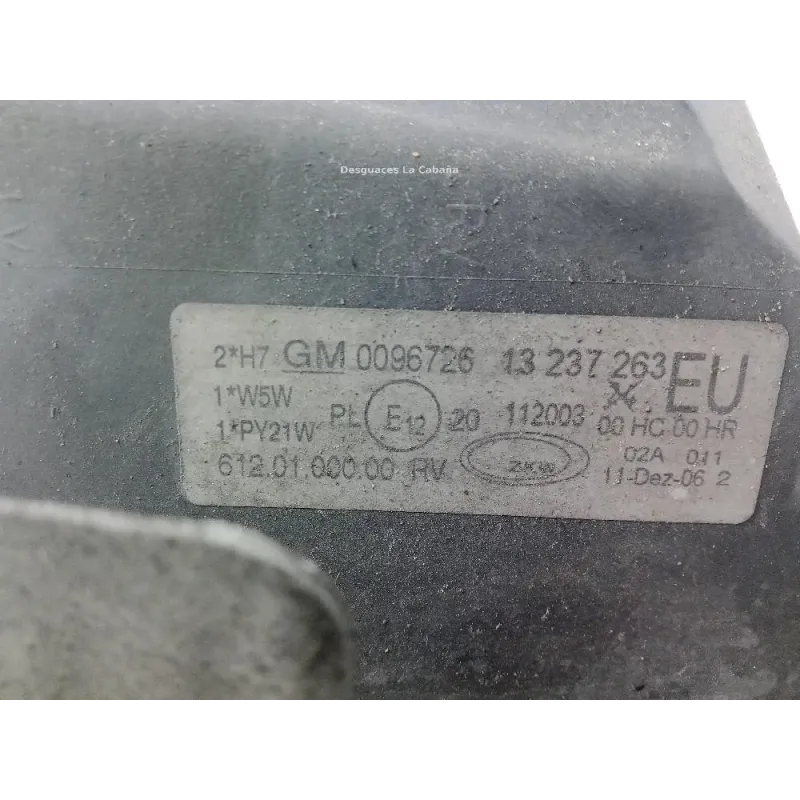 Desguaces La Cabaña
2*H7 GM 0096726 13 237 263 EU
1*W5W
1*PY21W PL E12 20 112003 00 HC 00 HR
02A 011
612.01.000.00 RV ZKW 11-Dez-06 2